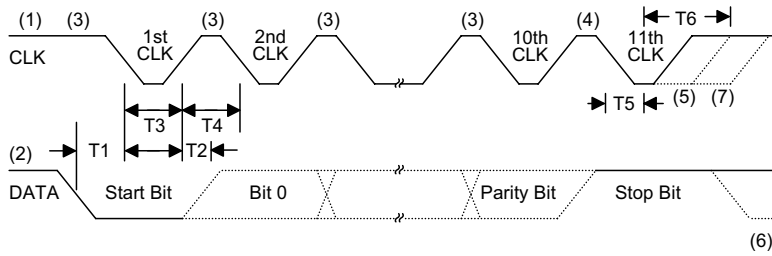 (1) (3) 1st CLK (3) 2nd CLK (3) (3) 10th CLK (4) 11th CLK T6
CLK
T3 T4 T5 (5) (7)
(2) T1 T2
DATA Start Bit Bit 0 Parity Bit Stop Bit
(6)